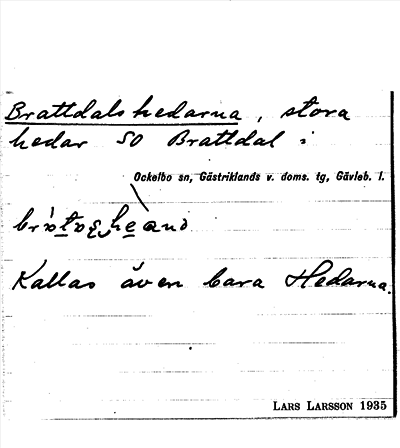 Brattdalshedarna, stora
hedar SO Brattdal i
Ockelbo sn, Gästriklands v. doms. tg, Gävleb. l.
Kallas även bara Hedarna.
LARS LARSSON 1935